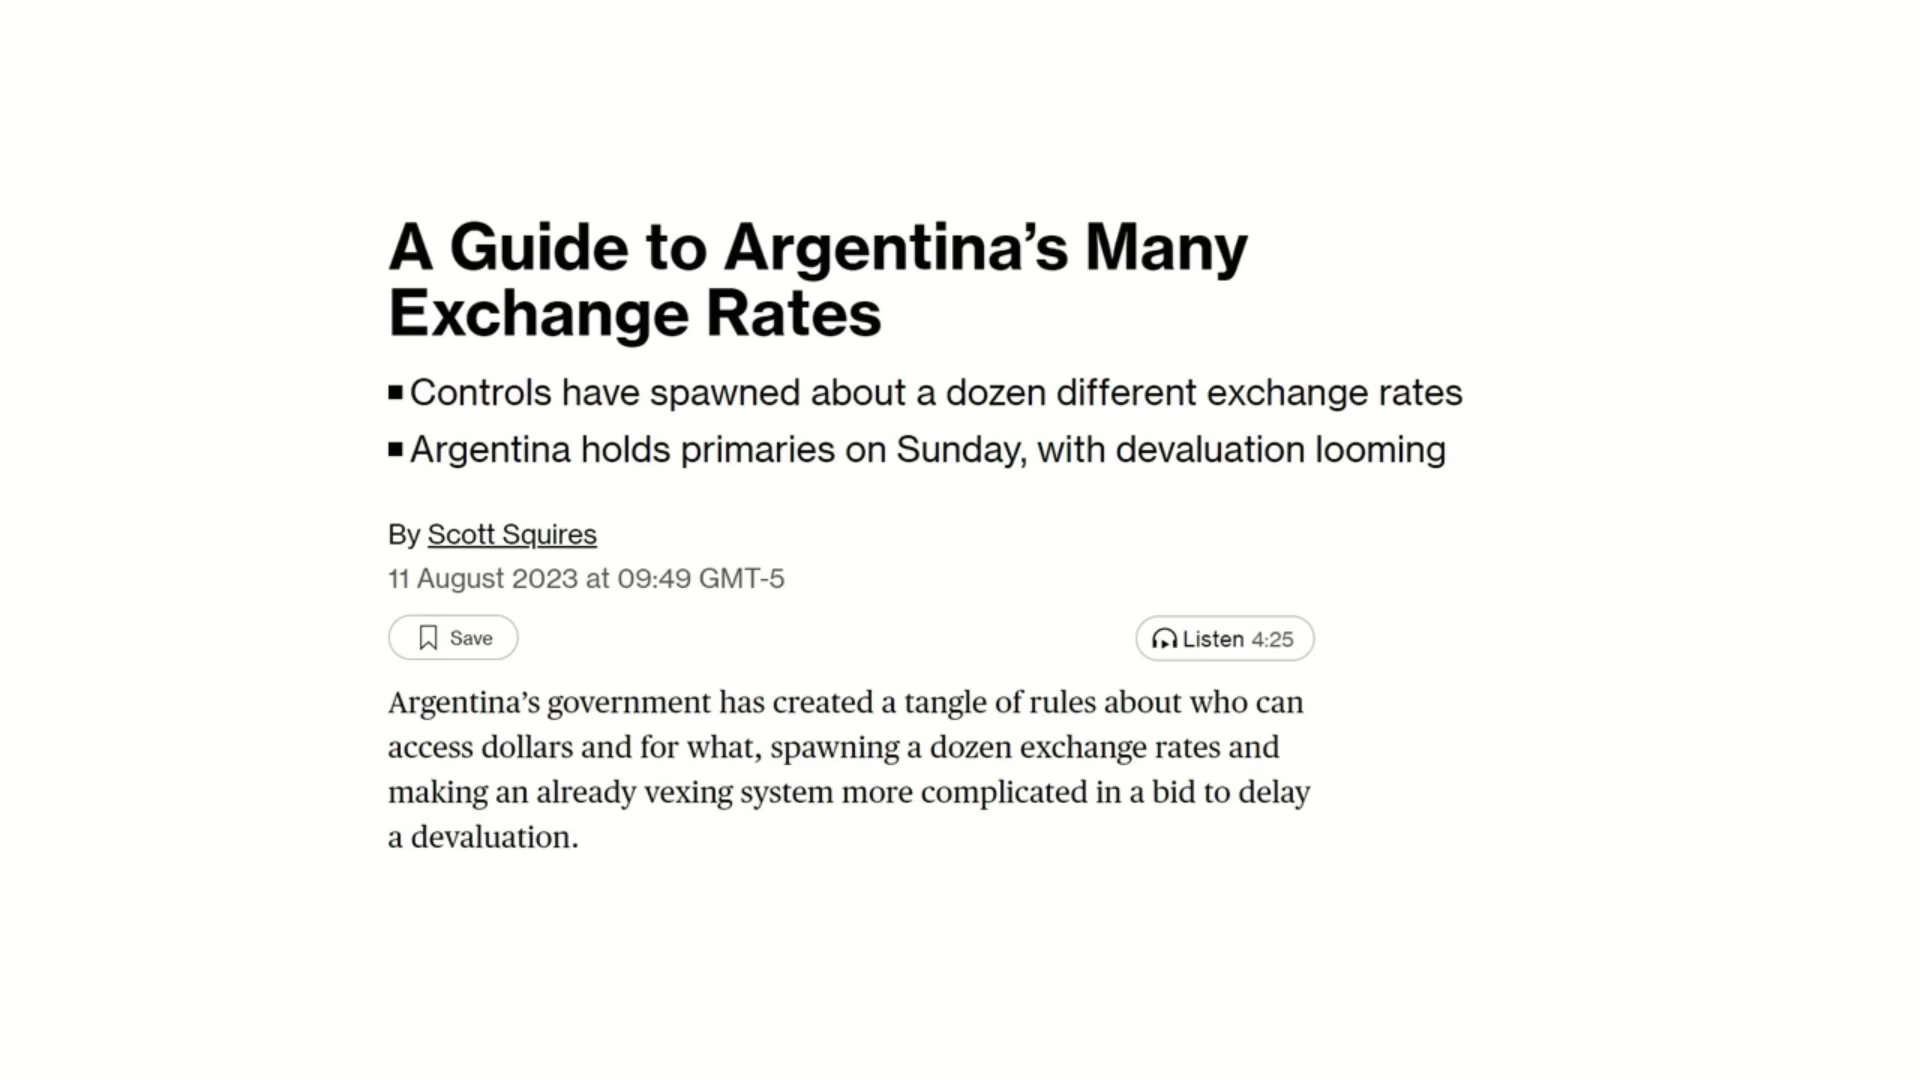 A Guide to Argentina’s Many
Exchange Rates
■ Controls have spawned about a dozen different exchange rates
■ Argentina holds primaries on Sunday, with devaluation looming
By Scott Squires
11 August 2023 at 09:49 GMT-5
Save
Listen 4:25
Argentina’s government has created a tangle of rules about who can
access dollars and for what, spawning a dozen exchange rates and
making an already vexing system more complicated in a bid to delay
a devaluation.